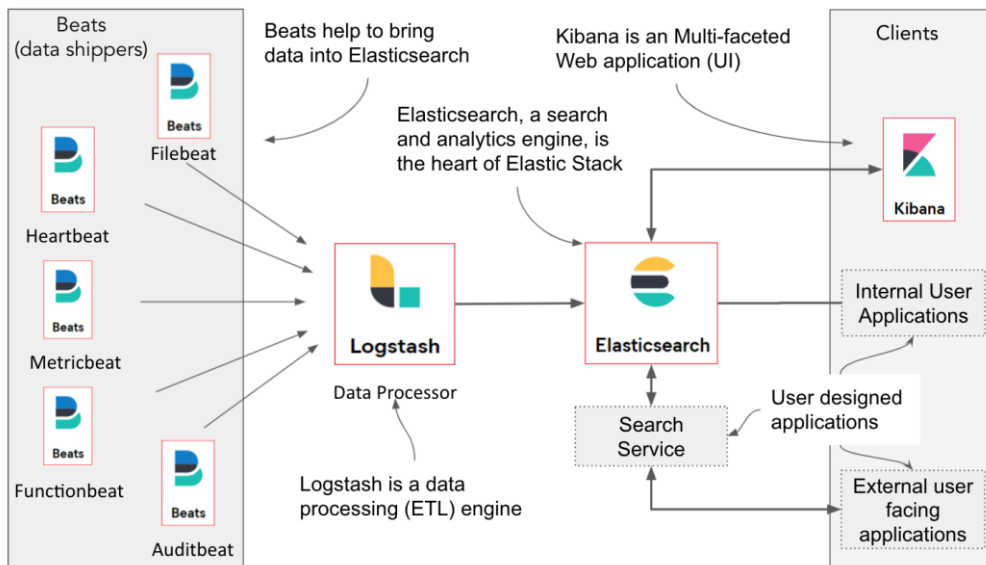 Beats
(data shippers)
Beats
Filebeat
Beats
Heartbeat
Beats
Metricbeat
Beats
Functionbeat
Beats
Auditbeat
Beats help to bring
data into Elasticsearch
Elasticsearch, a search
and analytics engine, is
the heart of Elastic Stack
Kibana is an Multi-faceted
Web application (UI)
Logstash
Data Processor
Logstash is a data
processing (ETL) engine
Elasticsearch
Search
Service
Clients
Kibana
Internal User
Applications
User designed
applications
External user
facing
applications